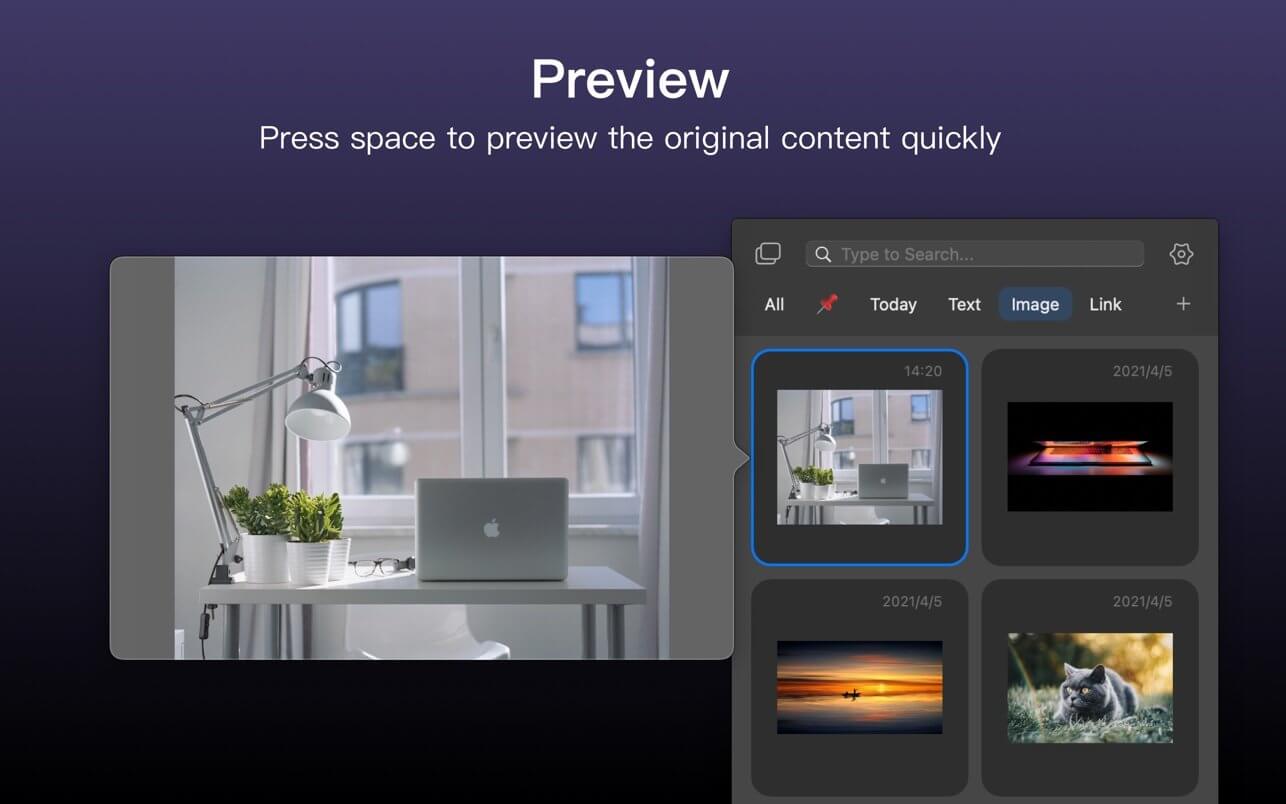 Preview
Press space to preview the original content quickly
Type to Search...
All Today Text Image Link +
14:20
2021/4/5
2021/4/5
2021/4/5